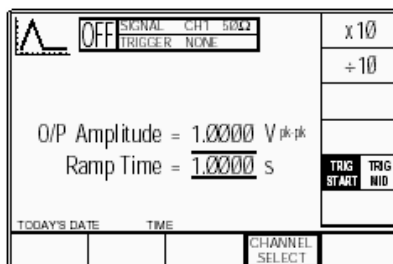 OFF SIGNAL CH1 50Ω
TRIGGER NONE
x10
÷10
O/P Amplitude = 1.0000 V pk-pk
Ramp Time = 1.0000 s
TRIG START TRIG MID
TODAY'S DATE TIME
CHANNEL SELECT